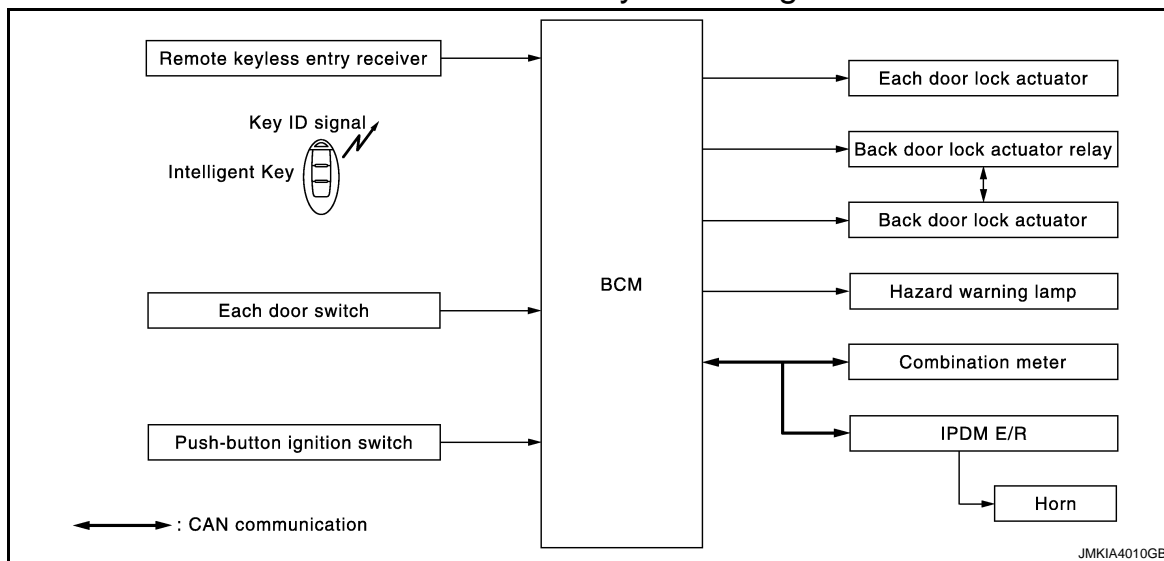 Remote keyless entry receiver
Key ID signal
Intelligent Key
Each door switch
Push-button ignition switch
: CAN communication
BCM
Each door lock actuator
Back door lock actuator relay
Back door lock actuator
Hazard warning lamp
Combination meter
IPDM E/R
Horn
JMKIA4010GB